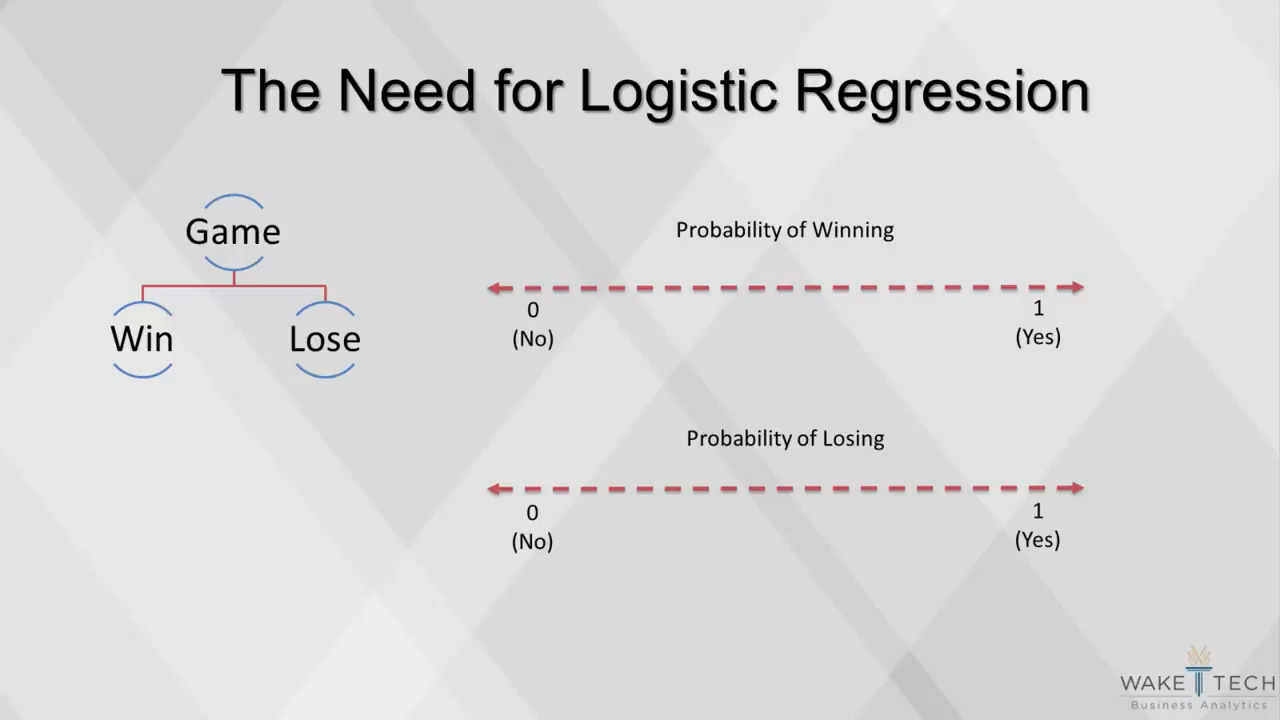 The Need for Logistic Regression
Game
Win
Lose
Probability of Winning
0
(No)
1
(Yes)
Probability of Losing
0
(No)
1
(Yes)
WAKE TECH
Business Analytics